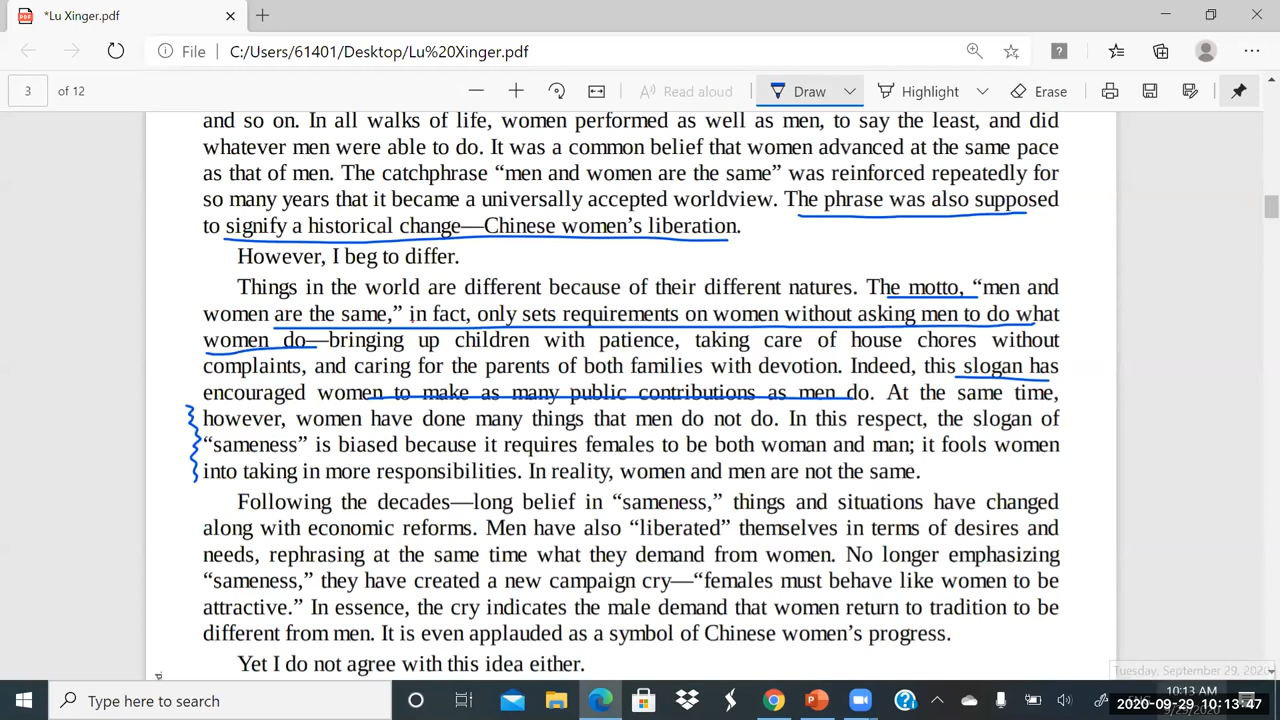 *Lu Xinger.pdf
File C:/Users/61401/Desktop/Lu%20Xinger.pdf
3 of 12 Read aloud Draw Highlight Erase
and so on. In all walks of life, women performed as well as men, to say the least, and did
whatever men were able to do. It was a common belief that women advanced at the same pace
as that of men. The catchphrase “men and women are the same” was reinforced repeatedly for
so many years that it became a universally accepted worldview. The phrase was also supposed
to signify a historical change—Chinese women’s liberation.
However, I beg to differ.
Things in the world are different because of their different natures. The motto, “men and
women are the same,” in fact, only sets requirements on women without asking men to do what
women do—bringing up children with patience, taking care of house chores without
complaints, and caring for the parents of both families with devotion. Indeed, this slogan has
encouraged women to make as many public contributions as men do. At the same time,
however, women have done many things that men do not do. In this respect, the slogan of
“sameness” is biased because it requires females to be both woman and man; it fools women
into taking in more responsibilities. In reality, women and men are not the same.
Following the decades—long belief in “sameness,” things and situations have changed
along with economic reforms. Men have also “liberated” themselves in terms of desires and
needs, rephrasing at the same time what they demand from women. No longer emphasizing
“sameness,” they have created a new campaign cry—“females must behave like women to be
attractive.” In essence, the cry indicates the male demand that women return to tradition to be
different from men. It is even applauded as a symbol of Chinese women’s progress.
Yet I do not agree with this idea either.
Tuesday, September 29, 2020
Type here to search
ENG
10:13 AM
2020-09-29 10:13:47